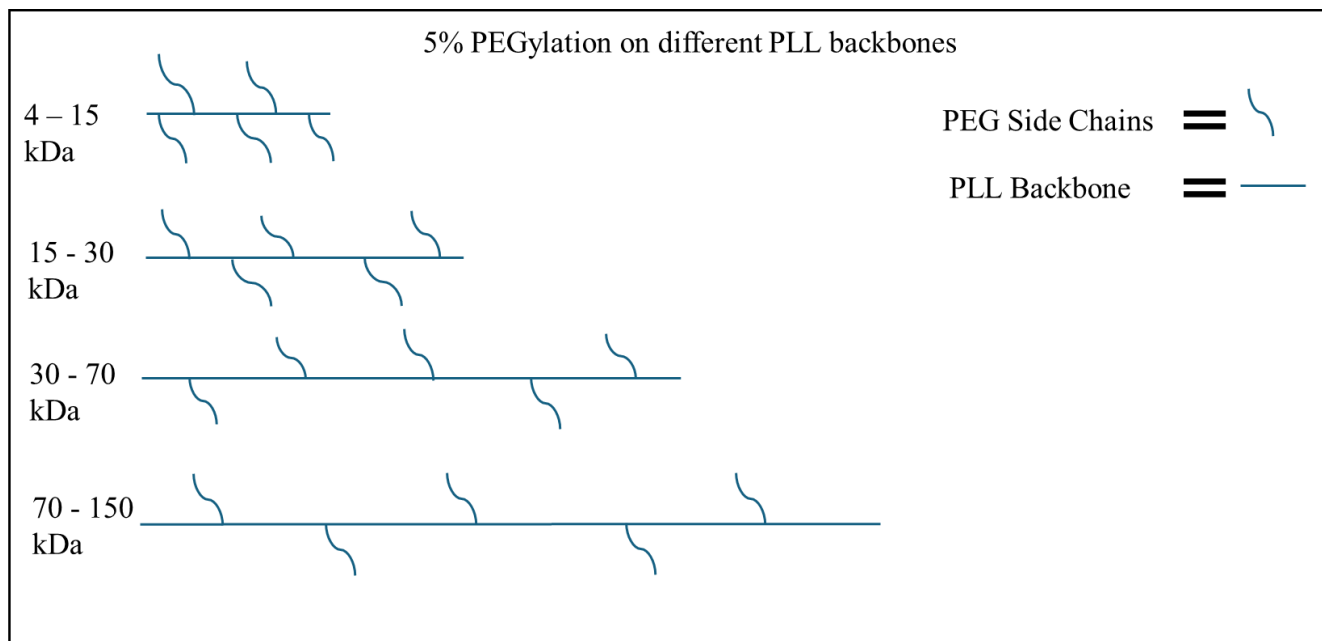 5% PEGylation on different PLL backbones
4 – 15
kDa
PEG Side Chains =
PLL Backbone =
15 - 30
kDa
30 - 70
kDa
70 - 150
kDa